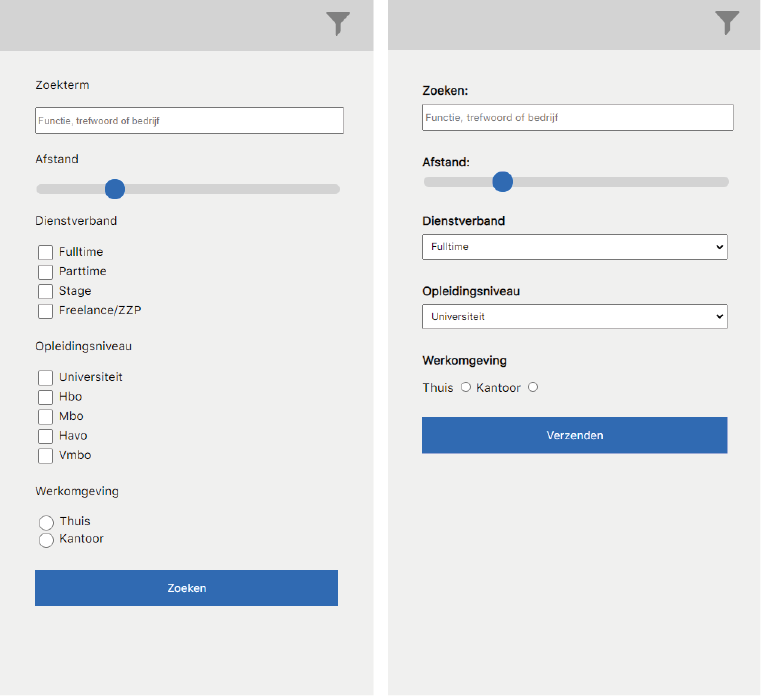 Zoekterm
Functie, trefwoord of bedrijf
Afstand
Dienstverband
Fulltime
Parttime
Stage
Freelance/ZZP
Opleidingsniveau
Universiteit
Hbo
Mbo
Havo
Vmbo
Werkomgeving
Thuis
Kantoor
Zoeken
Zoeken:
Functie, trefwoord of bedrijf
Afstand:
Dienstverband
Fulltime
Opleidingsniveau
Universiteit
Werkomgeving
Thuis Kantoor
Verzenden